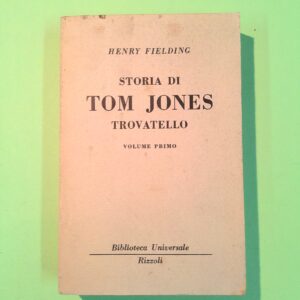 HENRY FIELDING
STORIA DI
TOM JONES
TROVATELLO
VOLUME PRIMO
Biblioteca Universale
Rizzoli